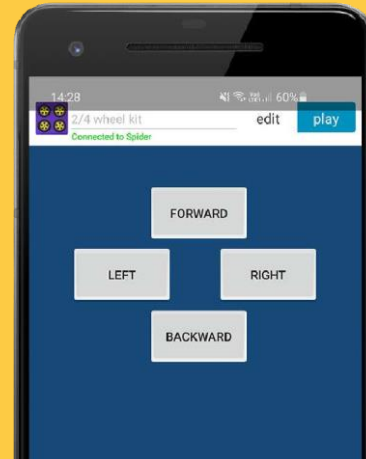 14:28 60%
2/4 wheel kit edit play
Connected to Spider
FORWARD
LEFT RIGHT
BACKWARD